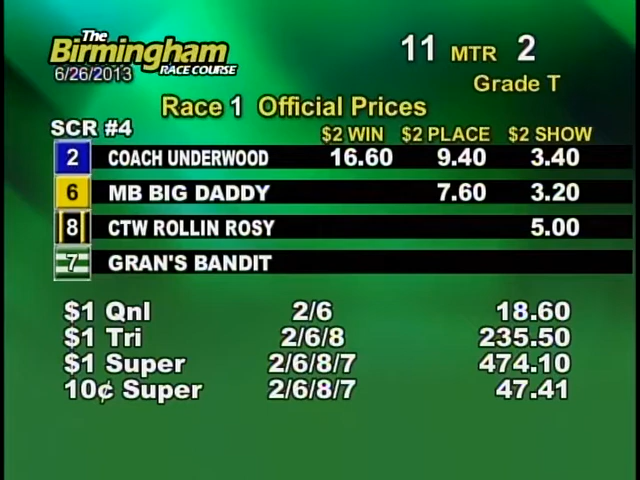 The
Birmingham
RACE COURSE
6/26/2013
11 MTR 2
Grade T
Race 1 Official Prices
SCR #4
$2 WIN $2 PLACE $2 SHOW
2 COACH UNDERWOOD 16.60 9.40 3.40
6 MB BIG DADDY 7.60 3.20
8 CTW ROLLIN ROSY 5.00
7 GRAN'S BANDIT
$1 Qnl 2/6 18.60
$1 Tri 2/6/8 235.50
$1 Super 2/6/8/7 474.10
10¢ Super 2/6/8/7 47.41